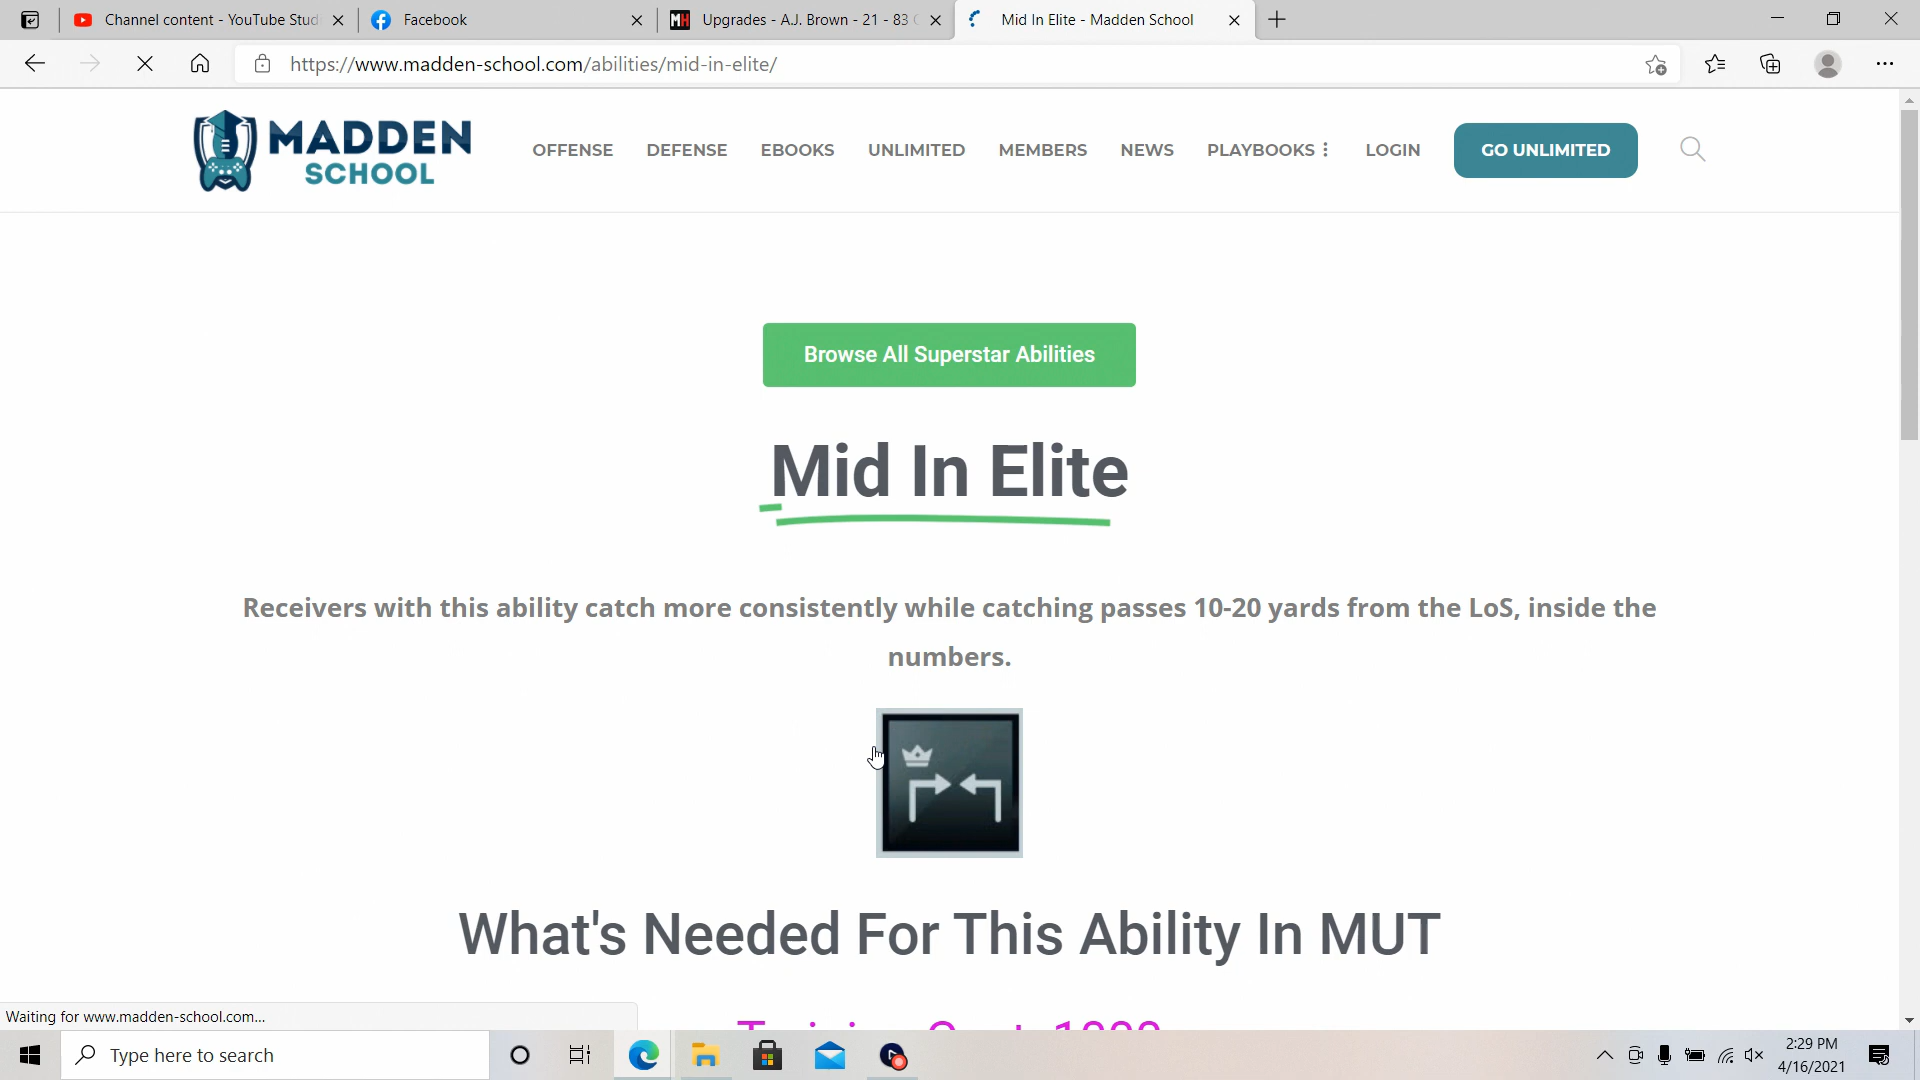 Channel content - YouTube Stud
Facebook
Upgrades - A.J. Brown - 21 - 83
Mid In Elite - Madden School
https://www.madden-school.com/abilities/mid-in-elite/
MADDEN
SCHOOL
OFFENSE
DEFENSE
EBOOKS
UNLIMITED
MEMBERS
NEWS
PLAYBOOKS
LOGIN
GO UNLIMITED
Browse All Superstar Abilities
Mid In Elite
Receivers with this ability catch more consistently while catching passes 10-20 yards from the LoS, inside the
numbers.
What's Needed For This Ability In MUT
Waiting for www.madden-school.com...
Type here to search
2:29 PM
4/16/2021